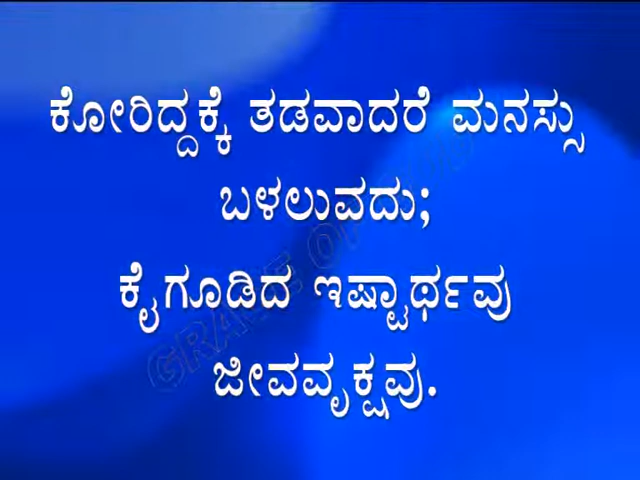 ಕೋರಿದ್ದಕ್ಕೆ ತಡವಾದರೆ ಮನಸ್ಸು
ಬಳಲುವದು;
ಕೈಗೂಡಿದ ಇಷ್ಟಾರ್ಥವು
ಜೀವವೃಕ್ಷವು.